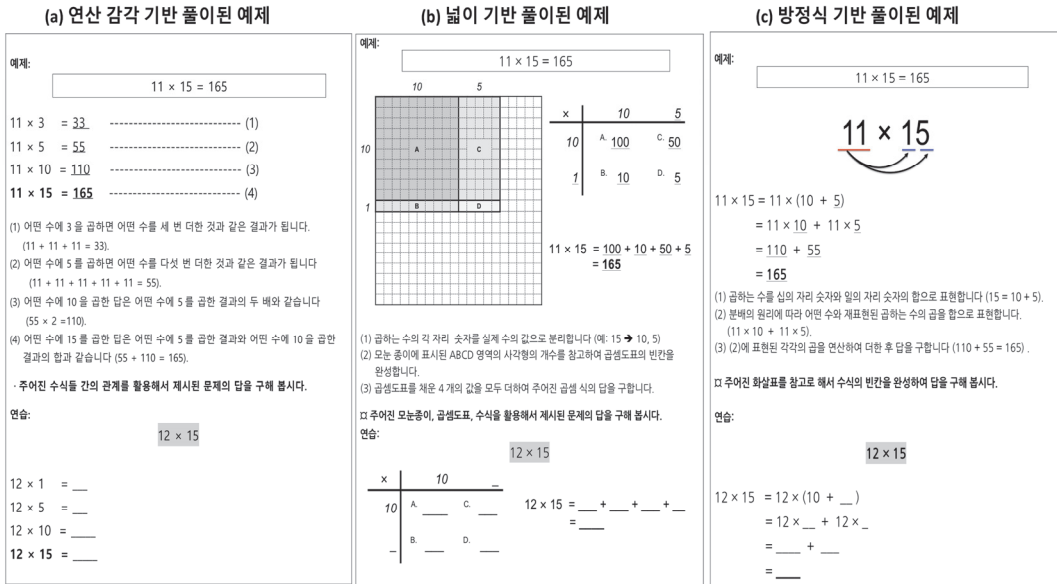 (a) 연산 감각 기반 풀이된 예제
예제:
11 × 15 = 165
11 × 3 = 33 --------------------------- (1)
11 × 5 = 55 --------------------------- (2)
11 × 10 = 110 --------------------------- (3)
11 × 15 = 165 --------------------------- (4)
(1) 어떤 수에 3 을 곱하면 어떤 수를 세 번 더한 것과 같은 결과가 됩니다.
(11 + 11 + 11 = 33).
(2) 어떤 수에 5 를 곱하면 어떤 수를 다섯 번 더한 것과 같은 결과가 됩니다
(11 + 11 + 11 + 11 + 11 = 55).
(3) 어떤 수에 10 을 곱한 답은 어떤 수에 5 를 곱한 결과의 두 배와 같습니다
(55 × 2 =110).
(4) 어떤 수에 15 를 곱한 답은 어떤 수에 5 를 곱한 결과와 어떤 수에 10 을 곱한
결과의 합과 같습니다 (55 + 110 = 165).
· 주어진 수식들 간의 관계를 활용해서 제시된 문제의 답을 구해 봅시다.
연습:
12 × 15
12 × 1 = __
12 × 5 = __
12 × 10 = ___
12 × 15 = ___
(b) 넓이 기반 풀이된 예제
예제:
11 × 15 = 165
10 5
10 A C
1 B D
× 10 5
10 A. 100 C. 50
1 B. 10 D. 5
11 × 15 = 100 + 10 + 50 + 5
= 165
(1) 곱하는 수의 각 자리 숫자를 실제 수의 값으로 분리합니다 (예: 15 ➔ 10, 5)
(2) 모눈 종이에 표시된 ABCD 영역의 사각형의 개수를 참고하여 곱셈도표의 빈칸을
완성합니다.
(3) 곱셈도표를 채운 4 개의 값을 모두 더하여 주어진 곱셈 식의 답을 구합니다.
¤ 주어진 모눈종이, 곱셈도표, 수식을 활용해서 제시된 문제의 답을 구해 봅시다.
연습:
12 × 15
× 10 _
10 A. ___ C. ___
_ B. ___ D. ___
12 × 15 = ___ + ___ + ___ + __
= ____
(c) 방정식 기반 풀이된 예제
예제:
11 × 15 = 165
11 × 15
11 × 15 = 11 × (10 + 5)
= 11 × 10 + 11 × 5
= 110 + 55
= 165
(1) 곱하는 수를 십의 자리 숫자와 일의 자리 숫자의 합으로 표현합니다 (15 = 10 + 5).
(2) 분배의 원리에 따라 어떤 수와 재표현된 곱하는 수의 곱을 합으로 표현합니다.
(11 × 10 + 11 × 5).
(3) (2)에 표현된 각각의 곱을 연산하여 더한 후 답을 구합니다 (110 + 55 = 165) .
¤ 주어진 화살표를 참고로 해서 수식의 빈칸을 완성하여 답을 구해 봅시다.
연습:
12 × 15
12 × 15 = 12 × (10 + __ )
= 12 × __ + 12 × _
= ____ + ___
= ____